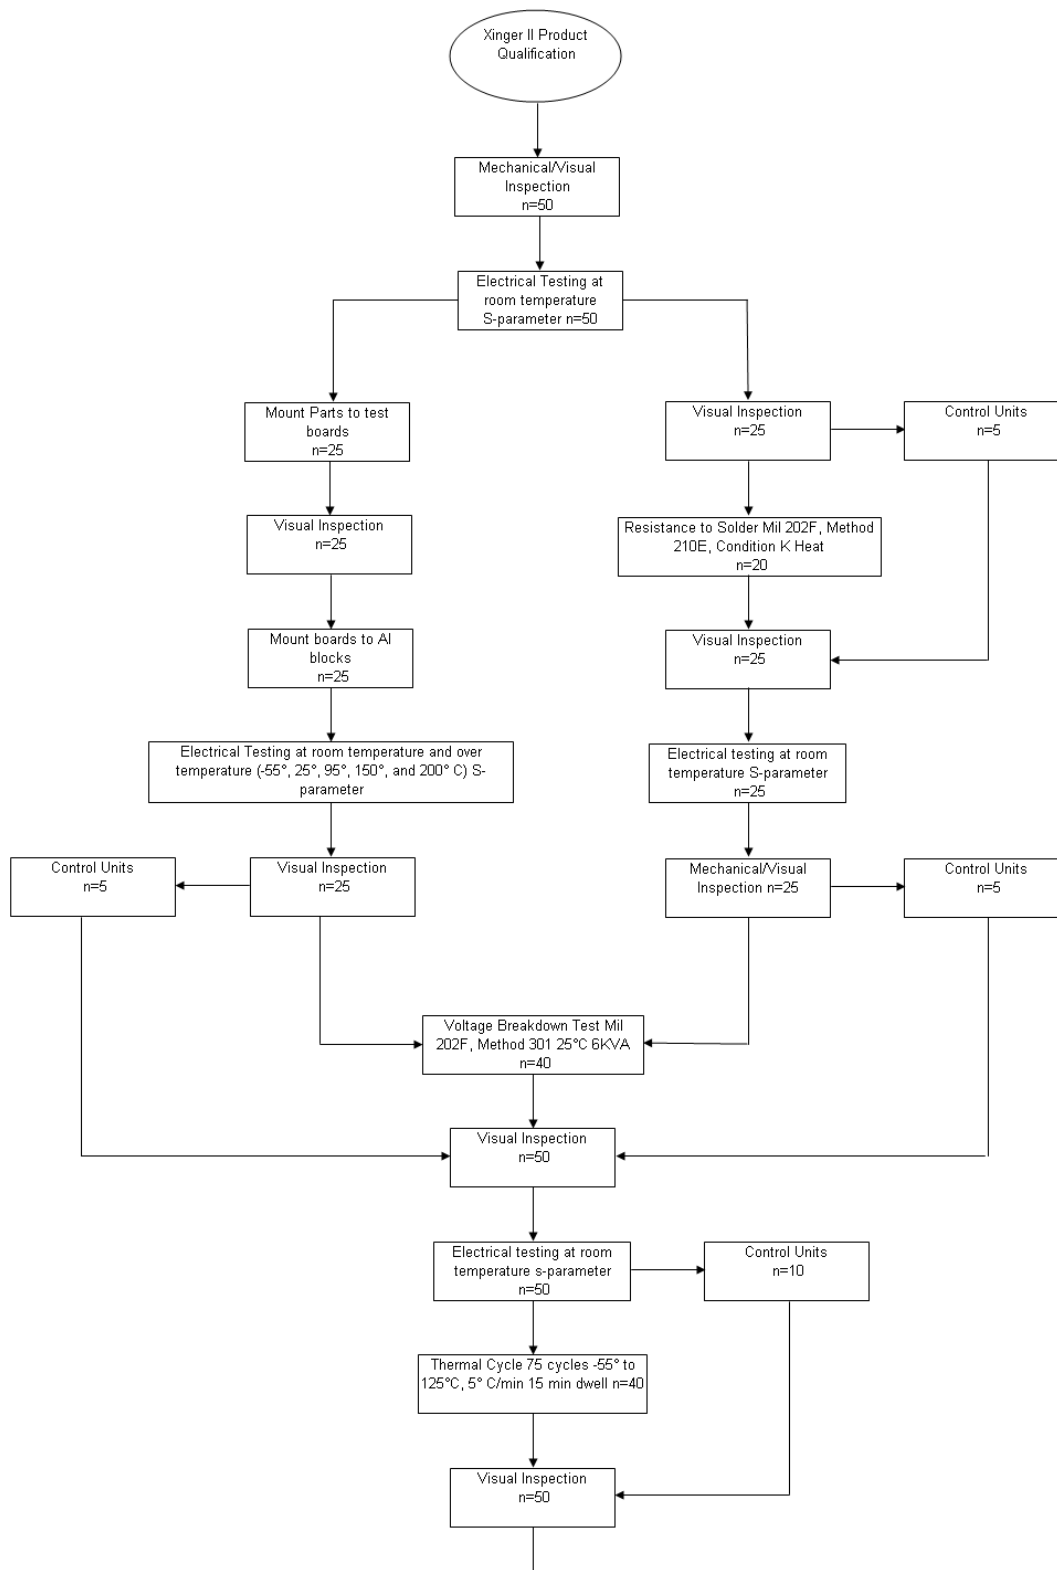 Xinger II Product
Qualification
Mechanical/Visual
Inspection
n=50
Electrical Testing at
room temperature
S-parameter n=50
Mount Parts to test
boards
n=25
Visual Inspection
n=25
Control Units
n=5
Visual Inspection
n=25
Resistance to Solder Mil 202F, Method
210E, Condition K Heat
n=20
Mount boards to Al
blocks
n=25
Visual Inspection
n=25
Electrical Testing at room temperature and over
temperature (-55°, 25°, 95°, 150°, and 200° C) S-
parameter
Electrical testing at room
temperature S-parameter
n=25
Control Units
n=5
Visual Inspection
n=25
Mechanical/Visual
Inspection n=25
Control Units
n=5
Voltage Breakdown Test Mil
202F, Method 301 25°C 6KVA
n=40
Visual Inspection
n=50
Electrical testing at room
temperature s-parameter
n=50
Control Units
n=10
Thermal Cycle 75 cycles -55° to
125°C, 5° C/min 15 min dwell n=40
Visual Inspection
n=50